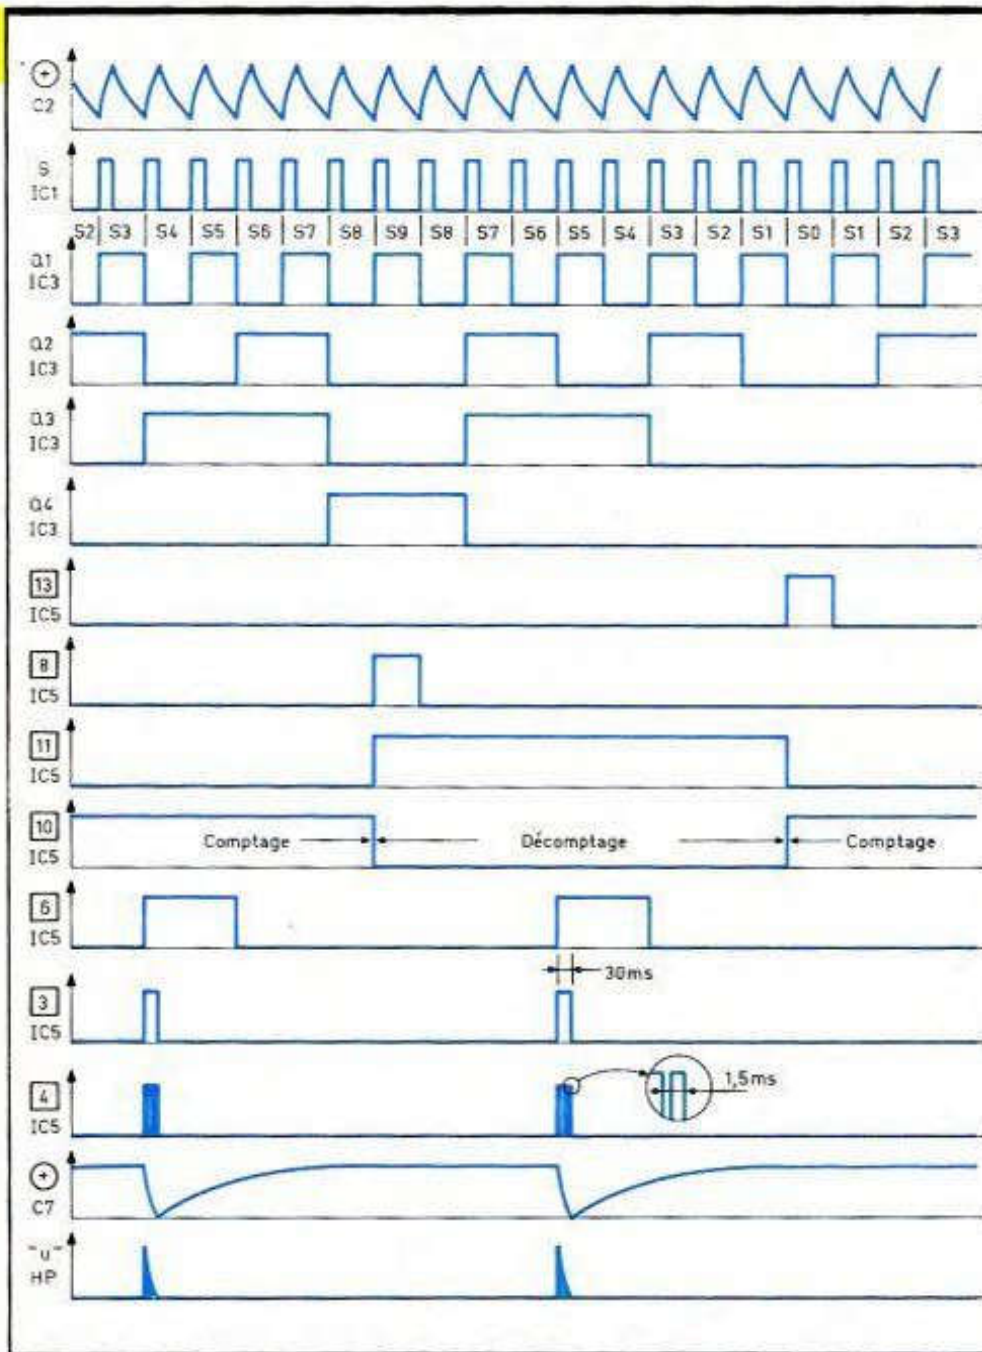 +
C2
S
IC1
S2 S3 S4 S5 S6 S7 S8 S9 S8 S7 S6 S5 S4 S3 S2 S1 S0 S1 S2 S3
Q1
IC3
Q2
IC3
Q3
IC3
Q4
IC3
13
IC5
8
IC5
11
IC5
10
IC5
Comptage Décomptage Comptage
6
IC5
30ms
3
IC5
4
IC5
1,5ms
+
C7
"u"
HP